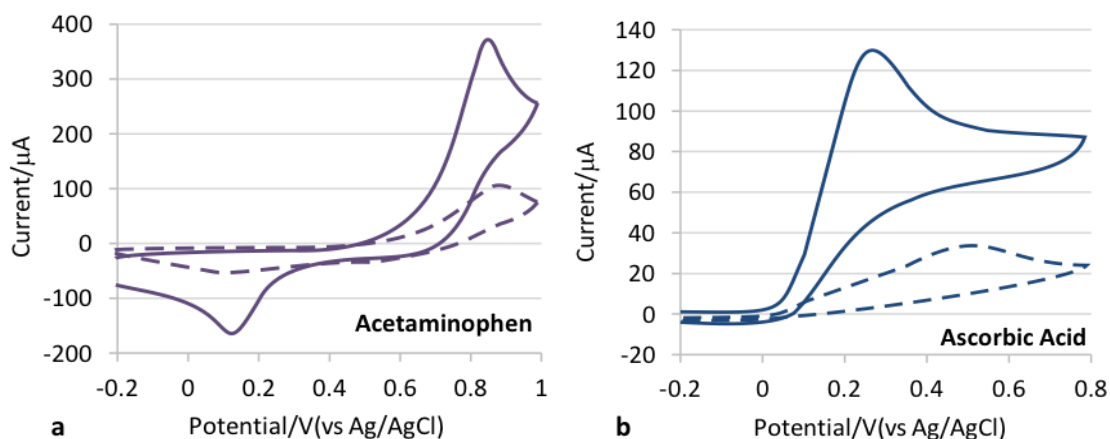 400
300
200
100
0
-100
-200
Current/µA
-0.2 0 0.2 0.4 0.6 0.8 1
Potential/V(vs Ag/AgCl)
Acetaminophen
a
140
120
100
80
60
40
20
0
-20
Current/µA
-0.2 0 0.2 0.4 0.6 0.8
Potential/V(vs Ag/AgCl)
Ascorbic Acid
b